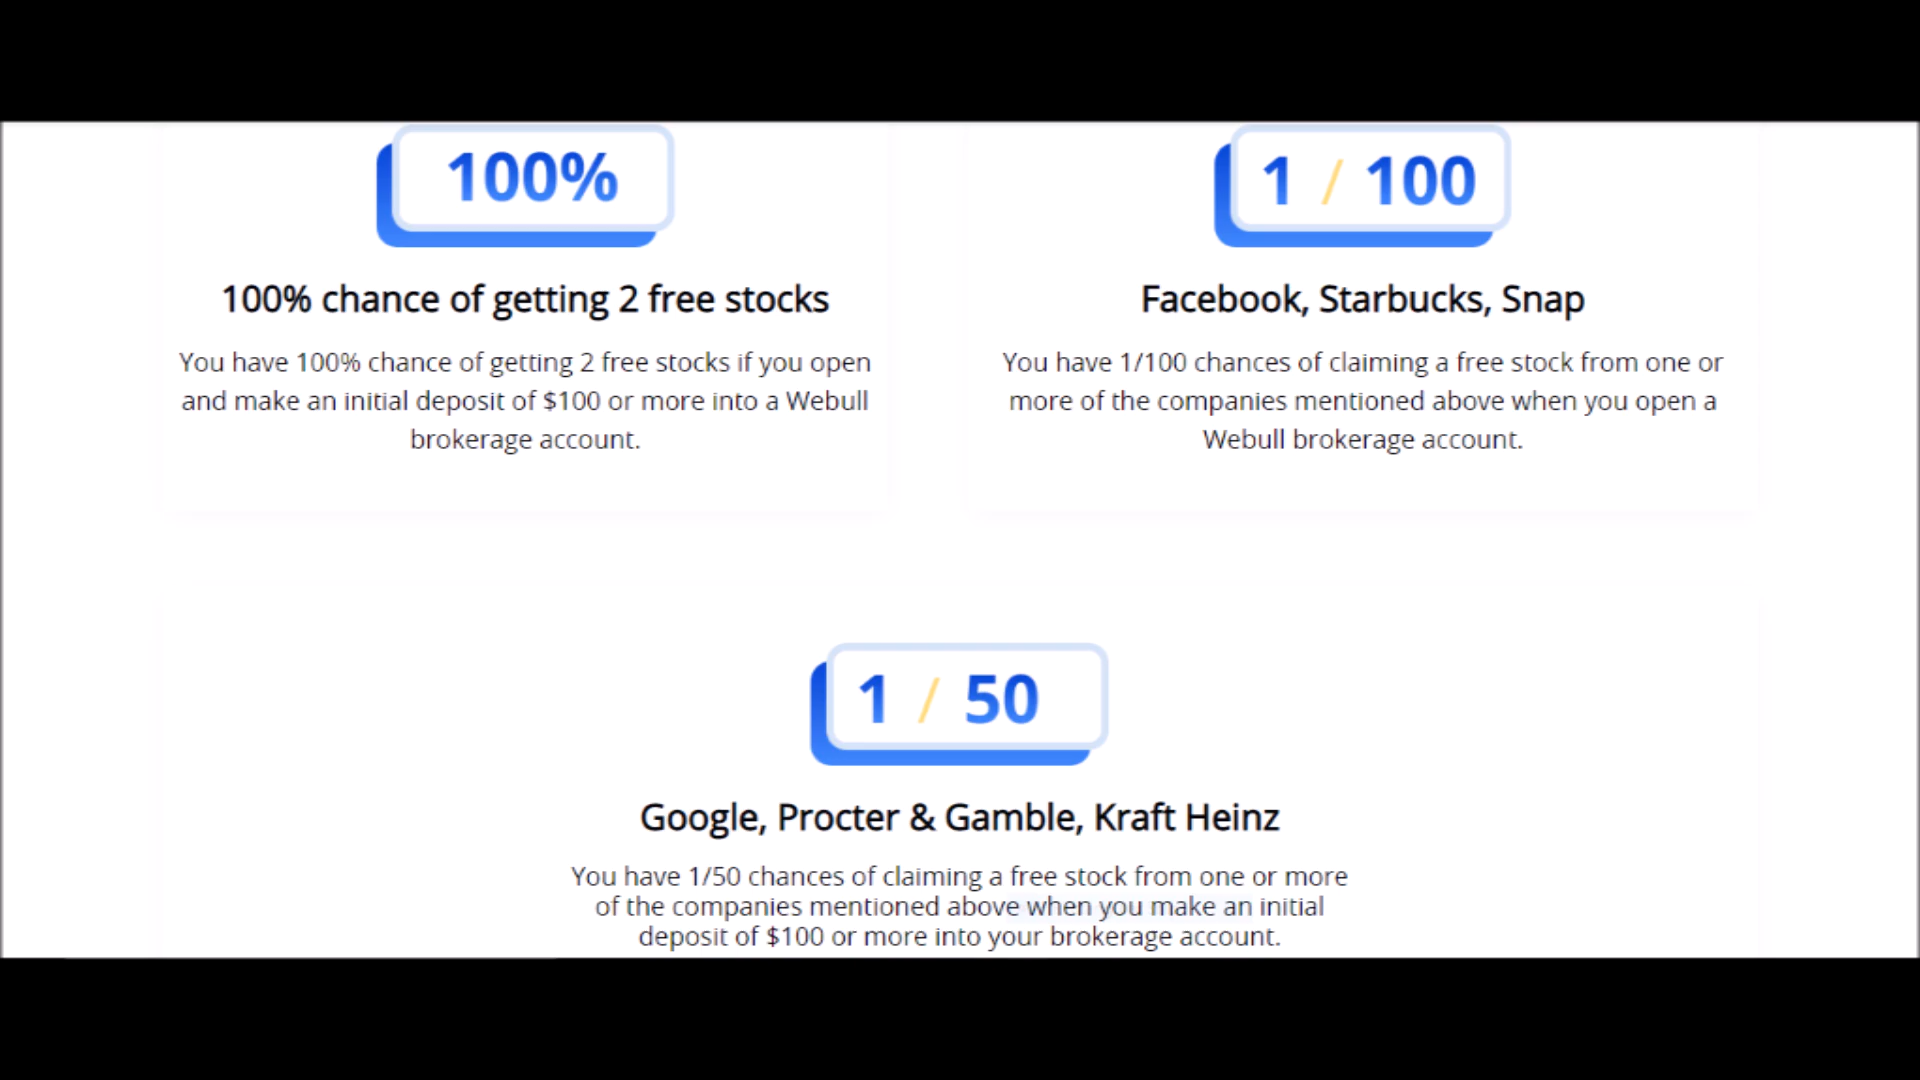 100%
100% chance of getting 2 free stocks
You have 100% chance of getting 2 free stocks if you open
and make an initial deposit of $100 or more into a Webull
brokerage account.
1 / 100
Facebook, Starbucks, Snap
You have 1/100 chances of claiming a free stock from one or
more of the companies mentioned above when you open a
Webull brokerage account.
1 / 50
Google, Procter & Gamble, Kraft Heinz
You have 1/50 chances of claiming a free stock from one or more
of the companies mentioned above when you make an initial
deposit of $100 or more into your brokerage account.